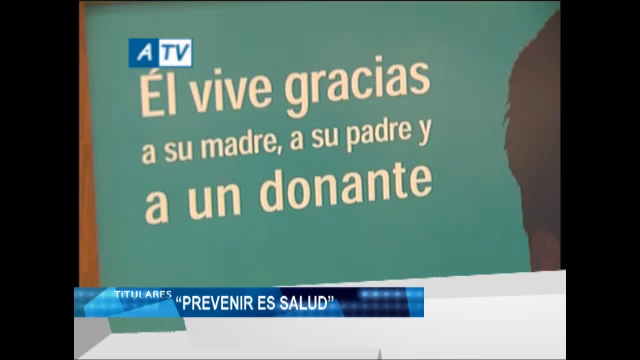 ATV
Él vive gracias
a su madre, a su padre y
a un donante
TITULARES
“PREVENIR ES SALUD”